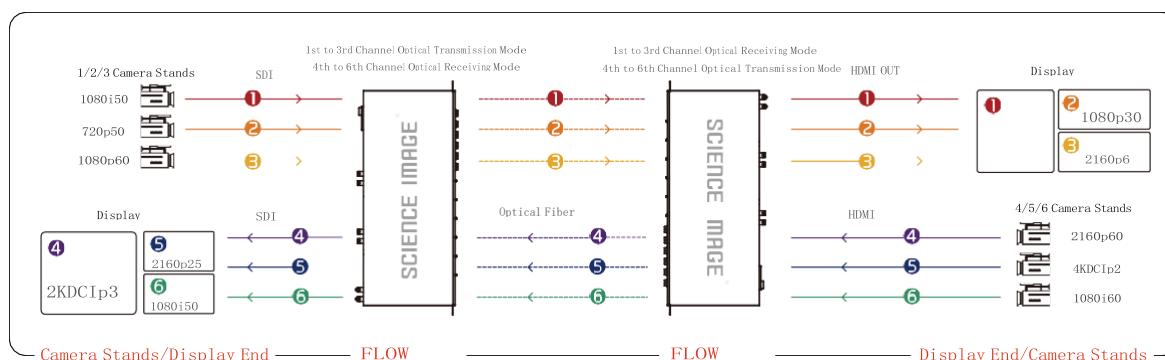 1st to 3rd Channel Optical Transmission Mode
4th to 6th Channel Optical Receiving Mode
1st to 3rd Channel Optical Receiving Mode
4th to 6th Channel Optical Transmission Mode
1/2/3 Camera Stands
SDI
HDMI OUT
Display
1080i50
1
1
1
1
2
1080p30
720p50
2
2
2
3
2160p6
1080p60
3
3
3
SCIENCE IMAGE
SCIENCE MAGE
Display
SDI
Optical Fiber
HDMI
4/5/6 Camera Stands
4
2KDCIp3
5
2160p25
6
1080i50
4
4
4
2160p60
5
5
5
4KDCIp2
6
6
6
1080i60
Camera Stands/Display End
FLOW
FLOW
Display End/Camera Stands